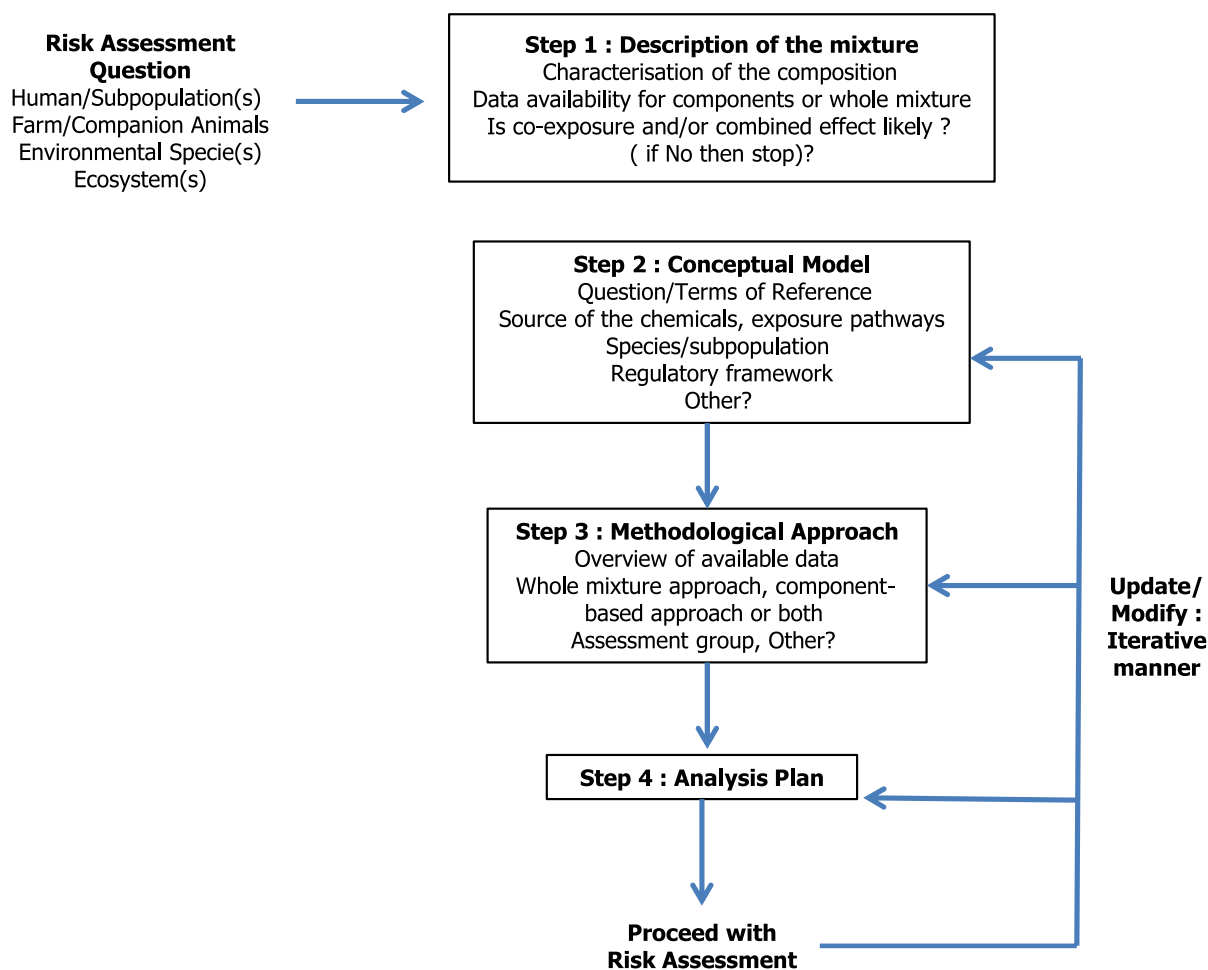 Risk Assessment
Question
Human/Subpopulation(s)
Farm/Companion Animals
Environmental Specie(s)
Ecosystem(s)
Step 1 : Description of the mixture
Characterisation of the composition
Data availability for components or whole mixture
Is co-exposure and/or combined effect likely ?
( if No then stop)?
Step 2 : Conceptual Model
Question/Terms of Reference
Source of the chemicals, exposure pathways
Species/subpopulation
Regulatory framework
Other?
Step 3 : Methodological Approach
Overview of available data
Whole mixture approach, component-
based approach or both
Assessment group, Other?
Update/
Modify :
Iterative
manner
Step 4 : Analysis Plan
Proceed with
Risk Assessment